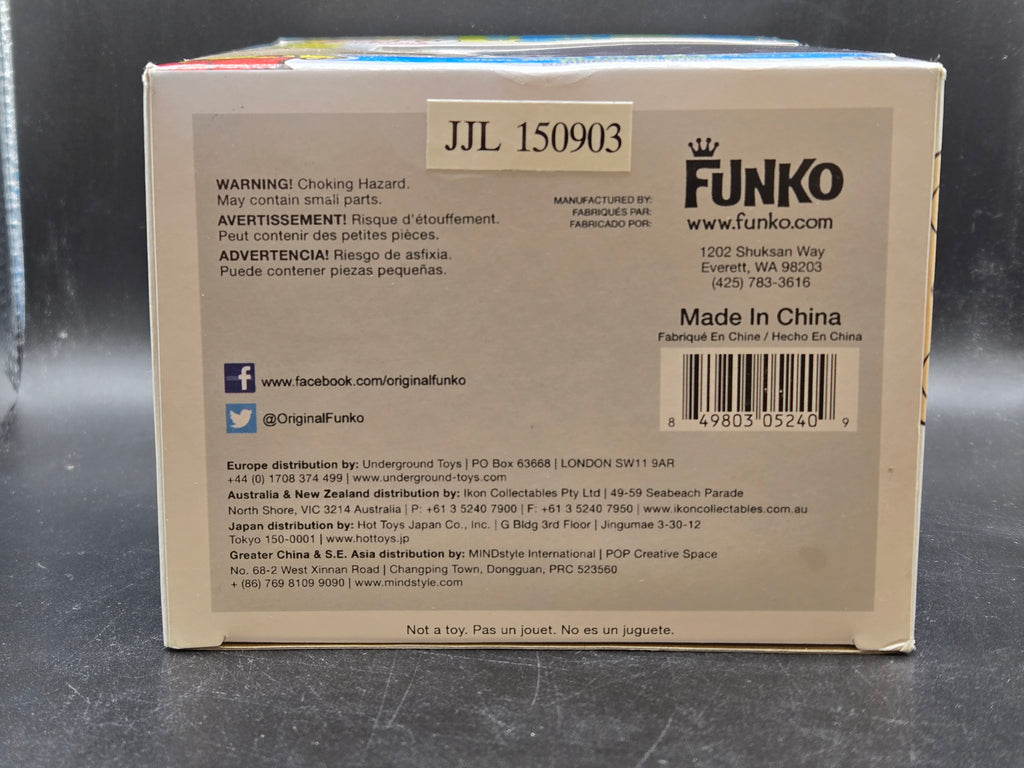 JJL 150903
WARNING! Choking Hazard.
May contain small parts.
AVERTISSEMENT! Risque d'étouffement.
Peut contenir des petites pièces.
ADVERTENCIA! Riesgo de asfixia.
Puede contener piezas pequeñas.
MANUFACTURED BY:
FABRIQUÉS PAR:
FABRICADO POR:
FUNKO
www.funko.com
1202 Shuksan Way
Everett, WA 98203
(425) 783-3616
Made In China
Fabriqué En Chine / Hecho En China
8 49803 05240 9
f www.facebook.com/originalfunko
@OriginalFunko
Europe distribution by: Underground Toys | PO Box 63668 | LONDON SW11 9AR
+44 (0) 1708 374 499 | www.underground-toys.com
Australia & New Zealand distribution by: Ikon Collectables Pty Ltd | 49-59 Seabeach Parade
North Shore, VIC 3214 Australia | P: +61 3 5240 7900 | F: +61 3 5240 7950 | www.ikoncollectables.com.au
Japan distribution by: Hot Toys Japan Co., Inc. | G Bldg 3rd Floor | Jingumae 3-30-12
Tokyo 150-0001 | www.hottoys.jp
Greater China & S.E. Asia distribution by: MINDstyle International | POP Creative Space
No. 68-2 West Xinnan Road | Changping Town, Dongguan, PRC 523560
+ (86) 769 8109 9090 | www.mindstyle.com
Not a toy. Pas un jouet. No es un juguete.